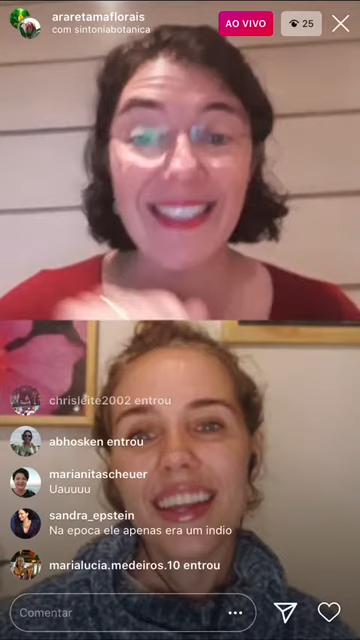 araretamaflorais
com sintoniabotanica
AO VIVO
25
chrisleite2002 entrou
abhosken entrou
marianitascheuer
Uauuuu
sandra_epstein
Na epoca ele apenas era um indio
marialucia.medeiros.10 entrou
Comentar